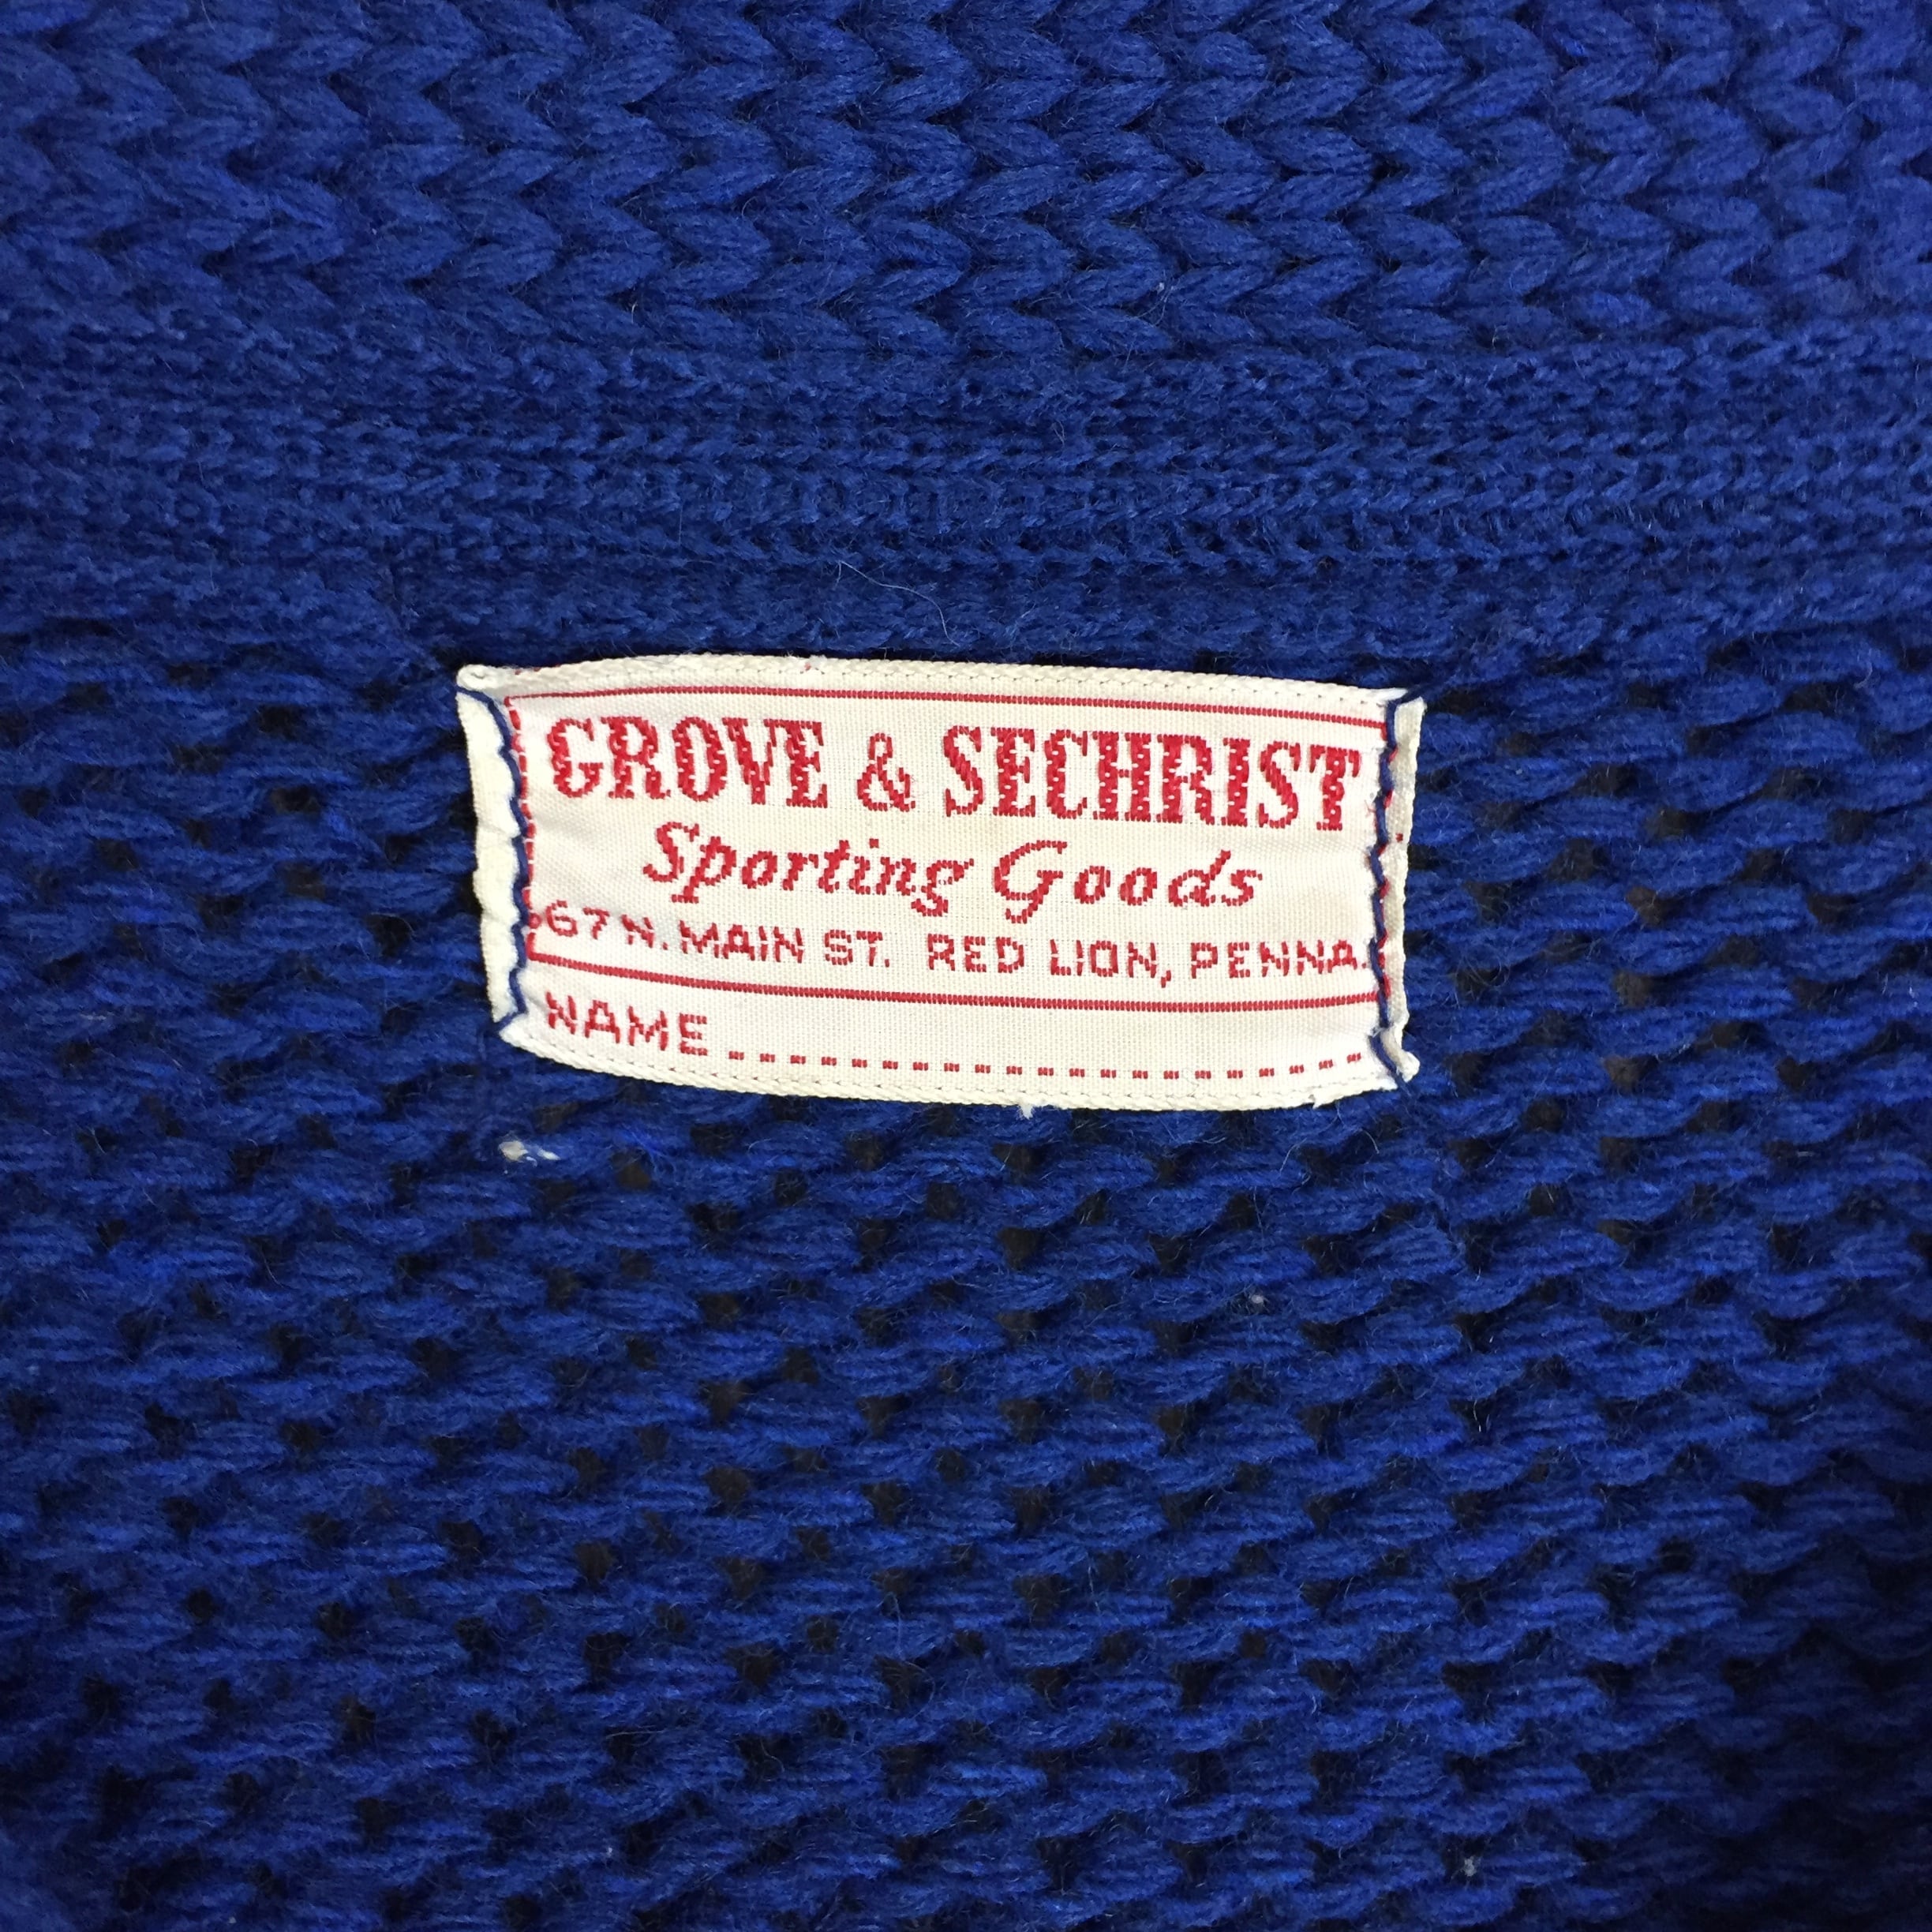 GROVE & SECHRIST
Sporting Goods
67 N. MAIN ST. RED LION, PENNA.
NAME